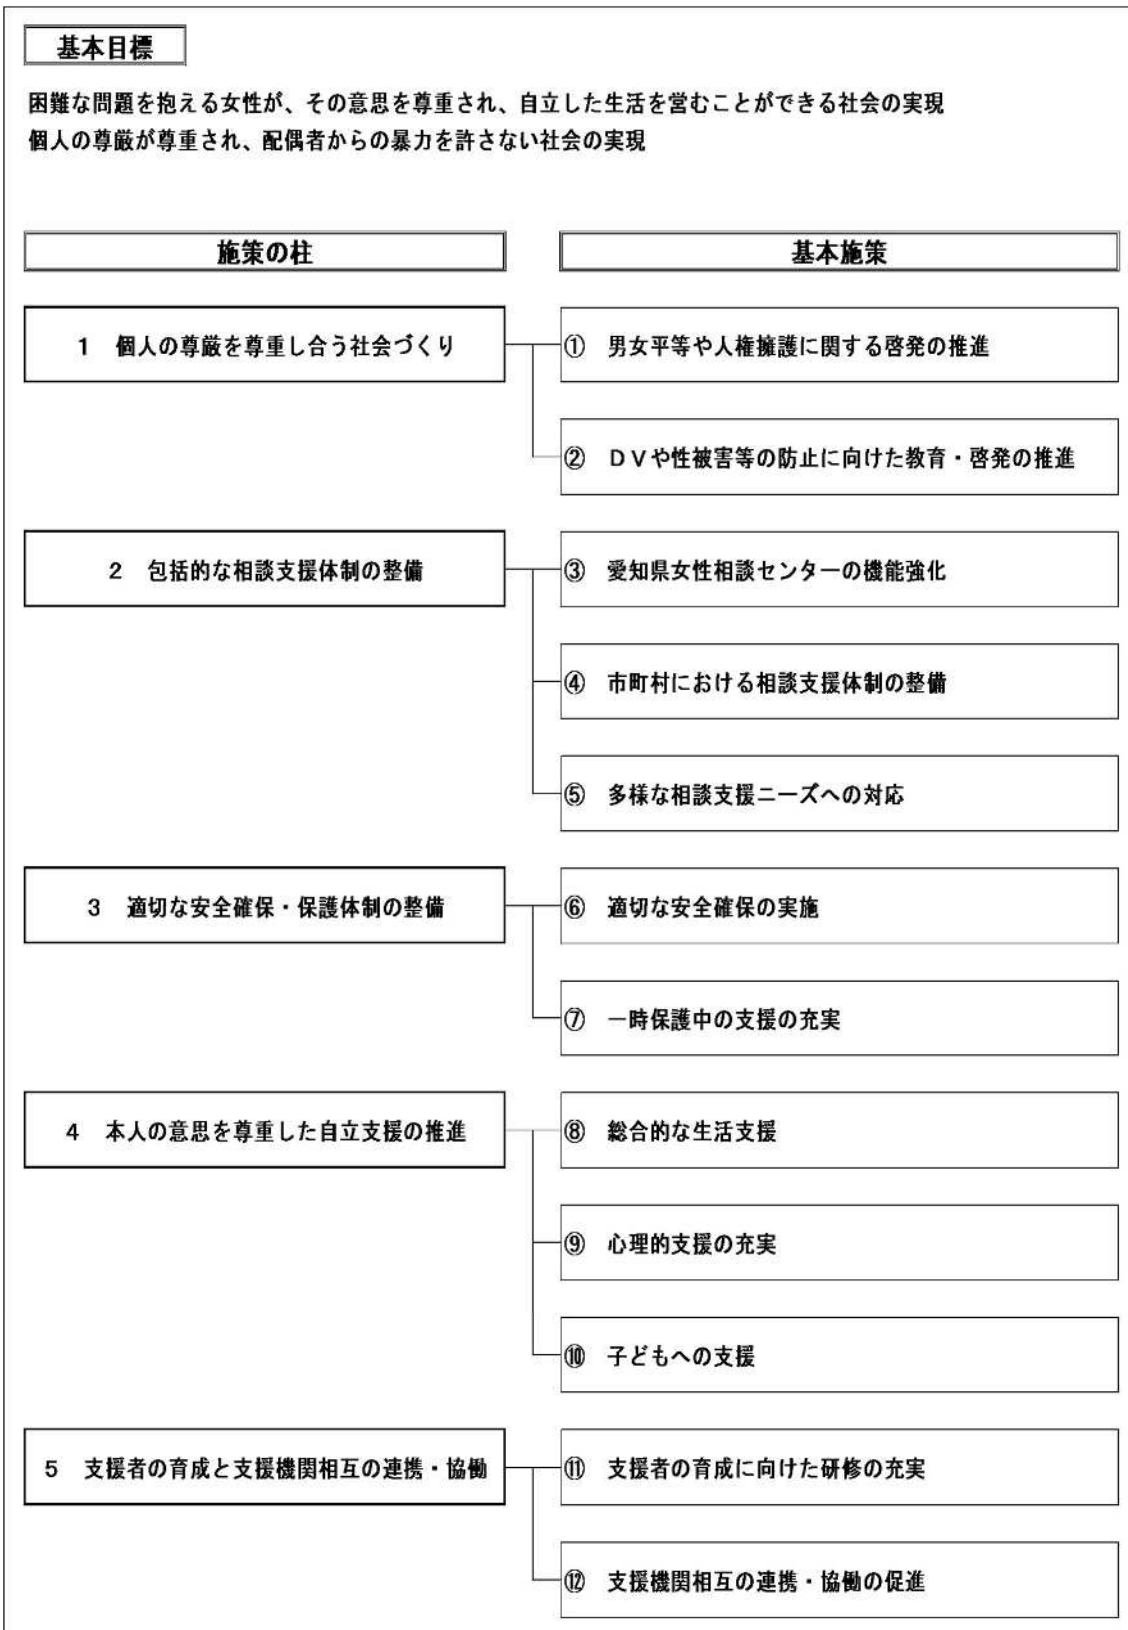 基本目標
困難な問題を抱える女性が、その意思を尊重され、自立した生活を営むことができる社会の実現
個人の尊厳が尊重され、配偶者からの暴力を許さない社会の実現
施策の柱
基本施策
1 個人の尊厳を尊重し合う社会づくり
① 男女平等や人権擁護に関する啓発の推進
② ＤＶや性被害等の防止に向けた教育・啓発の推進
2 包括的な相談支援体制の整備
③ 愛知県女性相談センターの機能強化
④ 市町村における相談支援体制の整備
⑤ 多様な相談支援ニーズへの対応
3 適切な安全確保・保護体制の整備
⑥ 適切な安全確保の実施
⑦ 一時保護中の支援の充実
4 本人の意思を尊重した自立支援の推進
⑧ 総合的な生活支援
⑨ 心理的支援の充実
⑩ 子どもへの支援
5 支援者の育成と支援機関相互の連携・協働
⑪ 支援者の育成に向けた研修の充実
⑫ 支援機関相互の連携・協働の促進